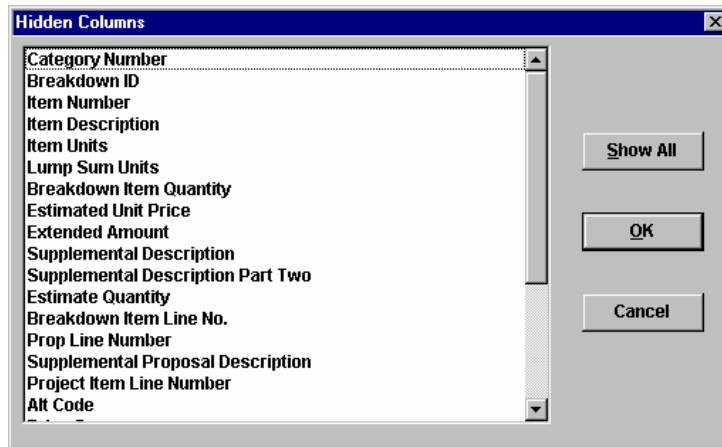 Hidden Columns
Category Number
Breakdown ID
Item Number
Item Description
Item Units
Lump Sum Units
Breakdown Item Quantity
Estimated Unit Price
Extended Amount
Supplemental Description
Supplemental Description Part Two
Estimate Quantity
Breakdown Item Line No.
Prop Line Number
Supplemental Proposal Description
Project Item Line Number
Alt Code
Show All
OK
Cancel